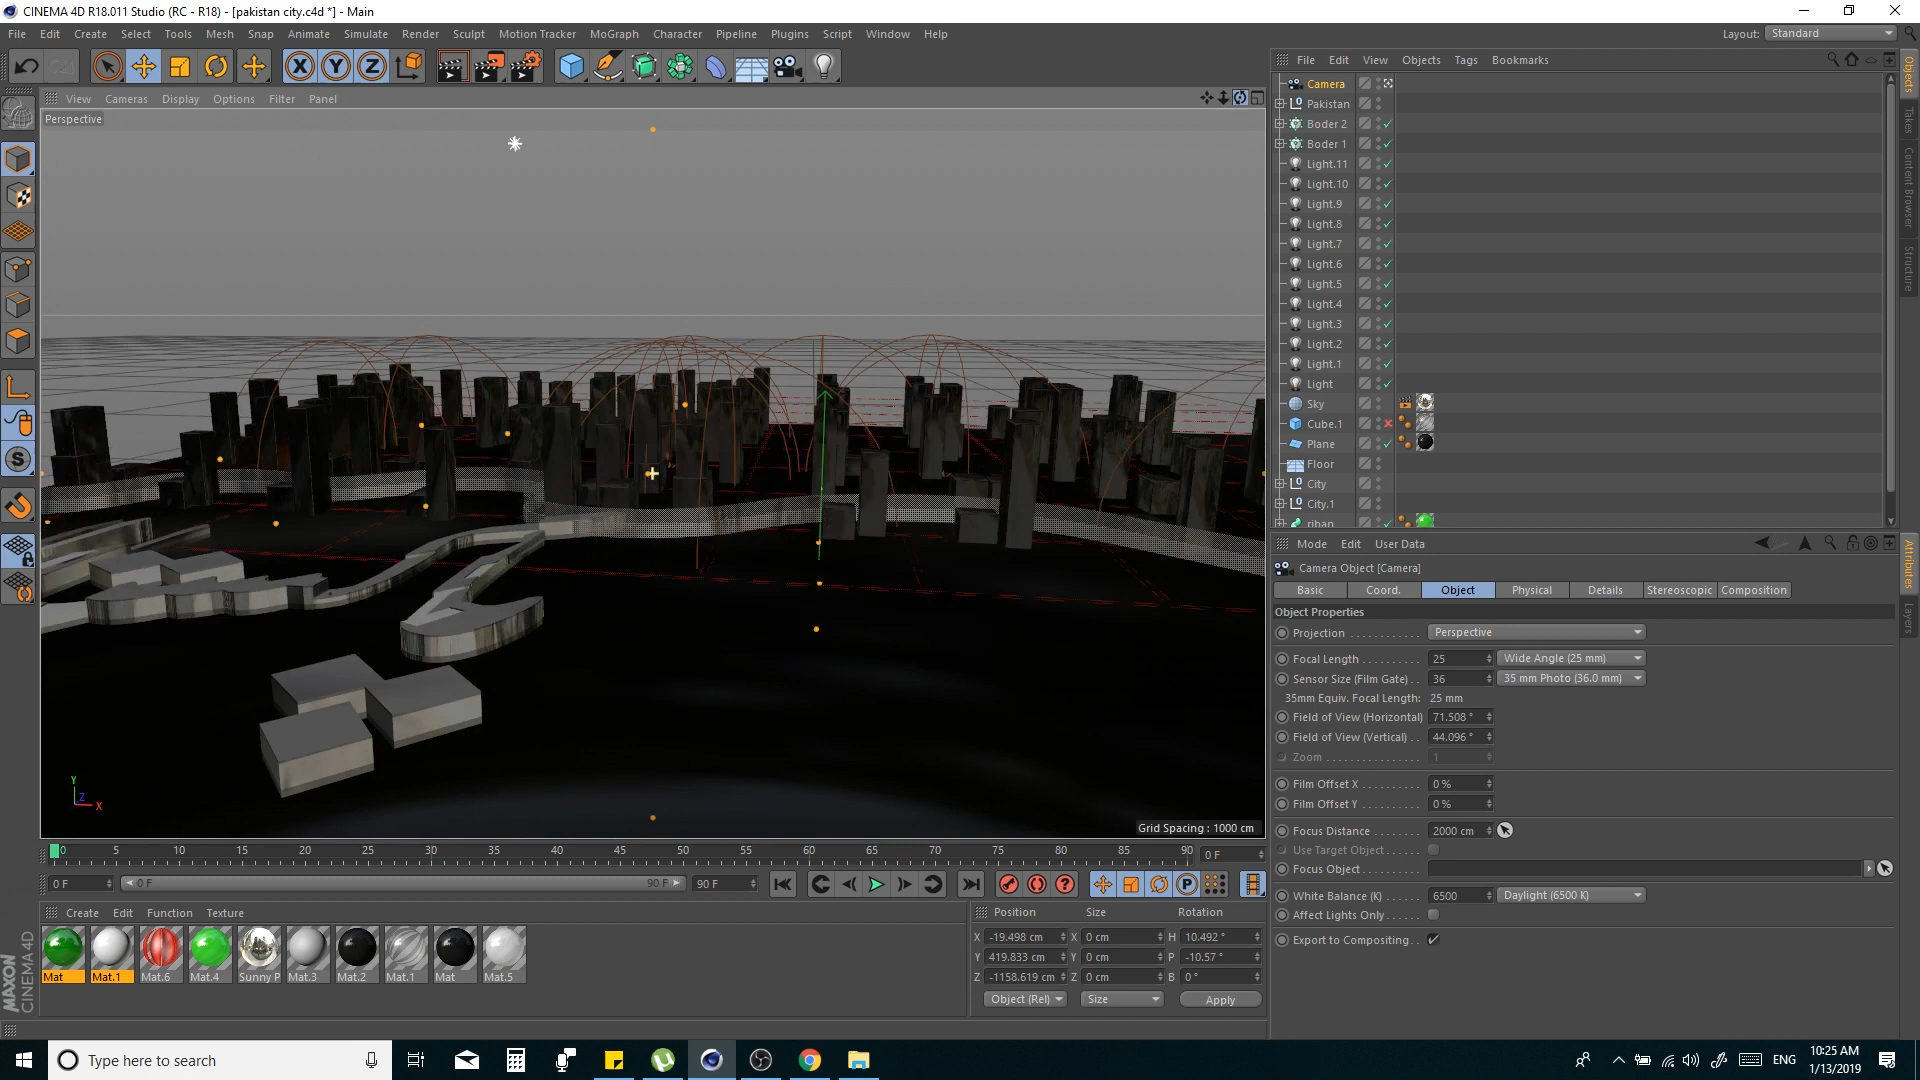 CINEMA 4D R18.011 Studio (RC - R18) - [pakistan city.c4d *] - Main
File Edit Create Select Tools Mesh Snap Animate Simulate Render Sculpt Motion Tracker MoGraph Character Pipeline Plugins Script Window Help
Layout: Standard
X Y Z
File Edit View Objects Tags Bookmarks
View Cameras Display Options Filter Panel
Perspective
Camera
Pakistan
Boder 2
Boder 1
Light.11
Light.10
Light.9
Light.8
Light.7
Light.6
Light.5
Light.4
Light.3
Light.2
Light.1
Light
Sky
Cube.1
Plane
Floor
City
City.1
riban
Objects
Takes
Content Browser
Structure
Y
Z
X
Grid Spacing : 1000 cm
Mode Edit User Data
Camera Object [Camera]
Basic Coord. Object Physical Details Stereoscopic Composition
Object Properties
Projection . . . . . . . . . . . Perspective
Focal Length . . . . . . . . . . 25 Wide Angle (25 mm)
Sensor Size (Film Gate) . . 36 35 mm Photo (36.0 mm)
35mm Equiv. Focal Length: 25 mm
Field of View (Horizontal) 71.508 °
Field of View (Vertical) . . 44.096 °
Zoom . . . . . . . . . . . . . . . 1
Film Offset X . . . . . . . . . . 0 %
Film Offset Y . . . . . . . . . . 0 %
Focus Distance . . . . . . . . 2000 cm
Use Target Object . . . . . .
Focus Object . . . . . . . . . .
White Balance (K) . . . . . . 6500 Daylight (6500 K)
Affect Lights Only . . . . . .
Export to Compositing . .
Attributes
Layers
0 5 10 15 20 25 30 35 40 45 50 55 60 65 70 75 80 85 90 0 F
0 F 0 F 90 F 90 F
Create Edit Function Texture
Mat Mat.1 Mat.6 Mat.4 Sunny P Mat.3 Mat.2 Mat.1 Mat Mat.5
Position Size Rotation
X -19.498 cm X 0 cm H 10.492 °
Y 419.833 cm Y 0 cm P -10.57 °
Z -1158.619 cm Z 0 cm B 0 °
Object (Rel) Size Apply
MAXON
CINEMA 4D
Type here to search
ENG
10:25 AM
1/13/2019